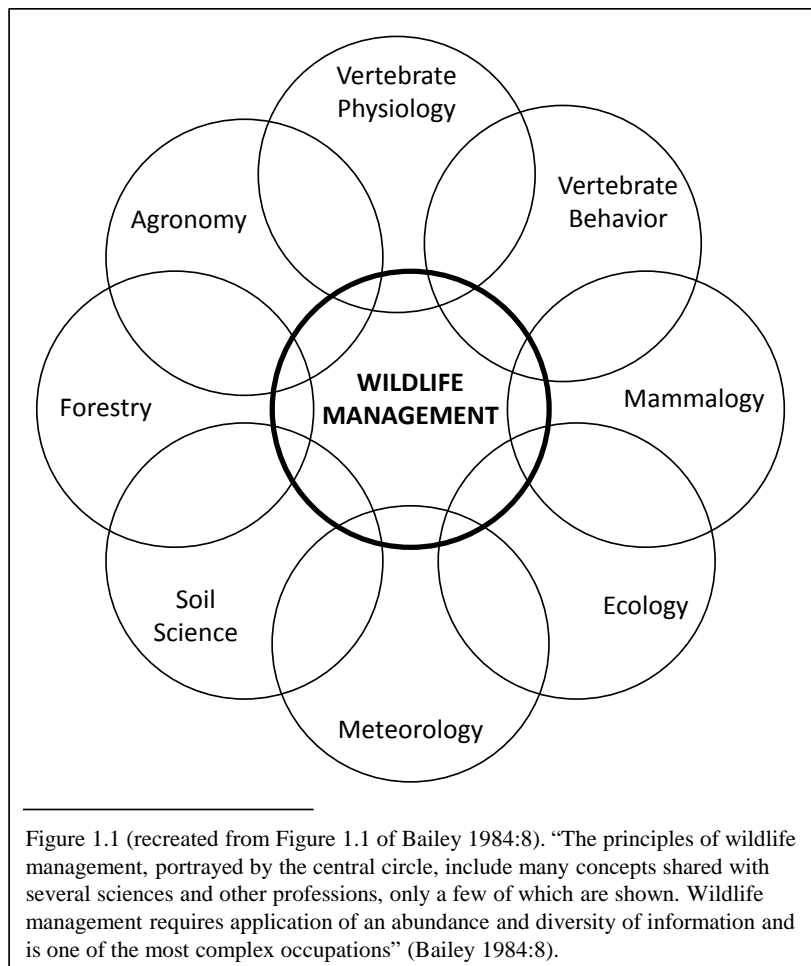 Vertebrate
Physiology
Vertebrate
Behavior
Agronomy
WILDLIFE
MANAGEMENT
Forestry
Mammalogy
Soil
Science
Ecology
Meteorology
Figure 1.1 (recreated from Figure 1.1 of Bailey 1984:8). “The principles of wildlife
management, portrayed by the central circle, include many concepts shared with
several sciences and other professions, only a few of which are shown. Wildlife
management requires application of an abundance and diversity of information and
is one of the most complex occupations” (Bailey 1984:8).